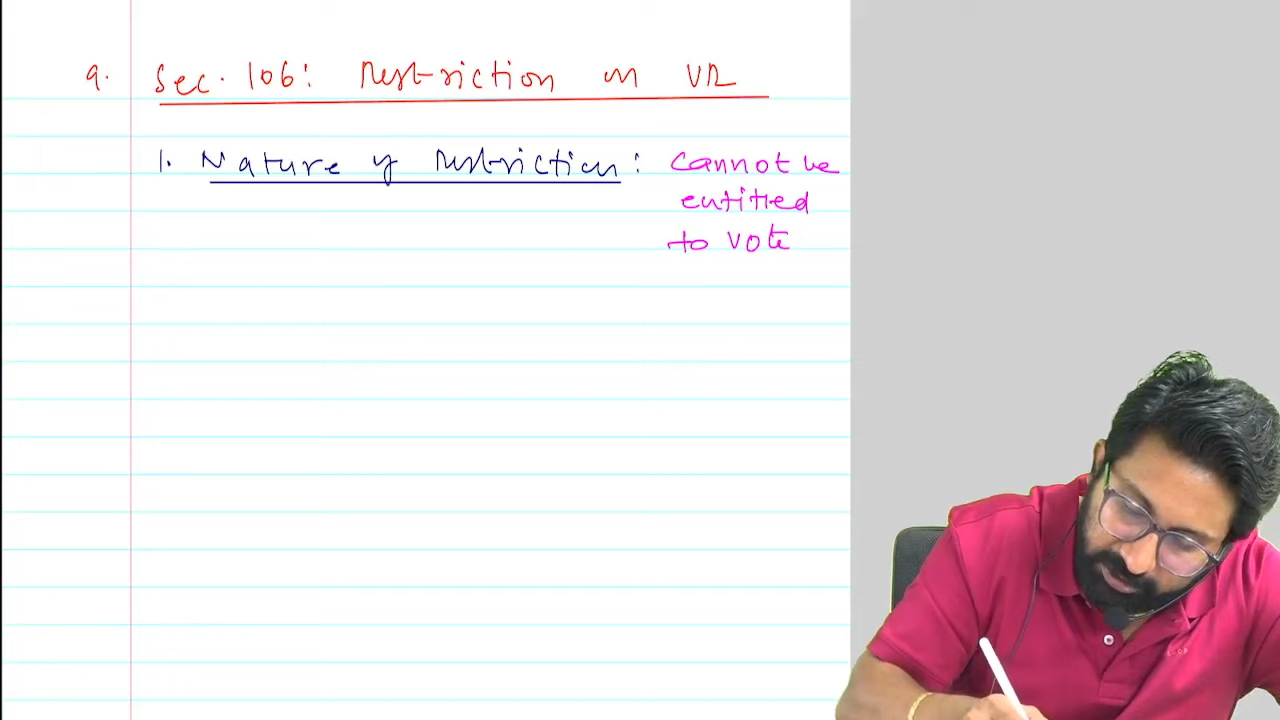 9. Sec. 106: Restriction on VR
1. Nature of restriction: Cannot be
entitled
to vote